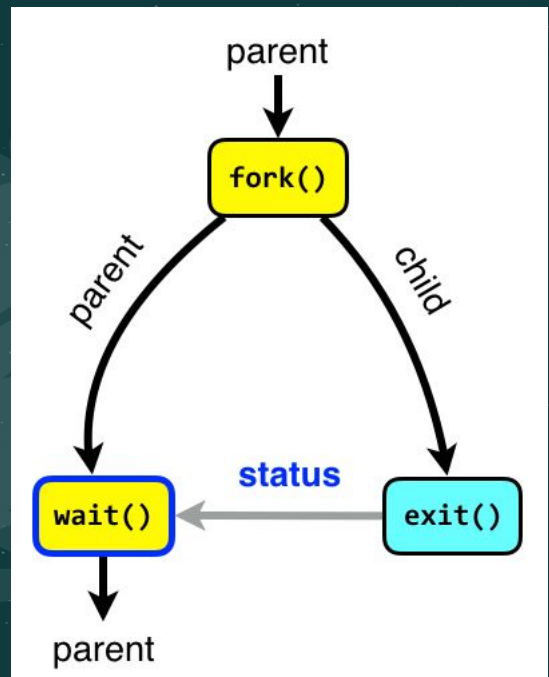 parent
fork()
parent
child
status
wait()
exit()
parent